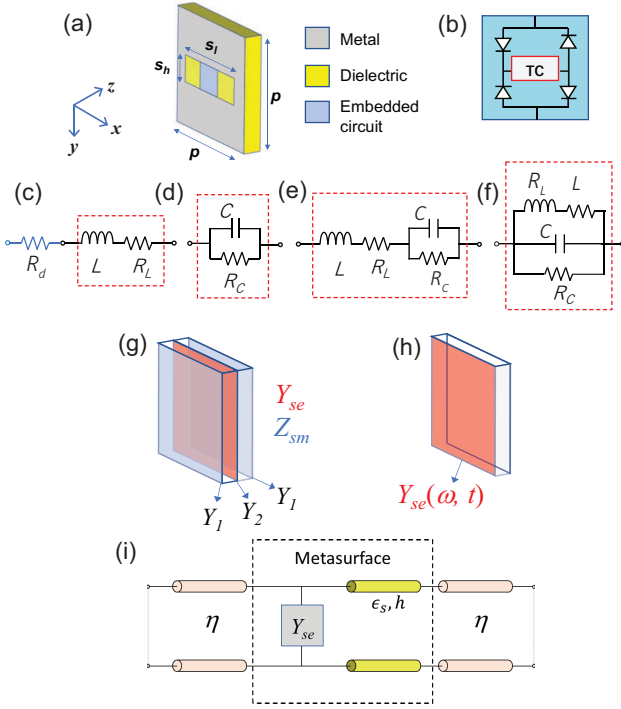 (a)
s_l
s_h
p
p
z
x
y
Metal
Dielectric
Embedded
circuit
(b)
TC
(c)
R_d
L
R_L
(d)
C
R_C
(e)
L
R_L
C
R_C
(f)
R_L
L
C
R_C
(g)
Y_se
Z_sm
Y_1
Y_2
Y_1
(h)
Y_se(ω, t)
(i)
Metasurface
η
Y_se
ϵ_s, h
η